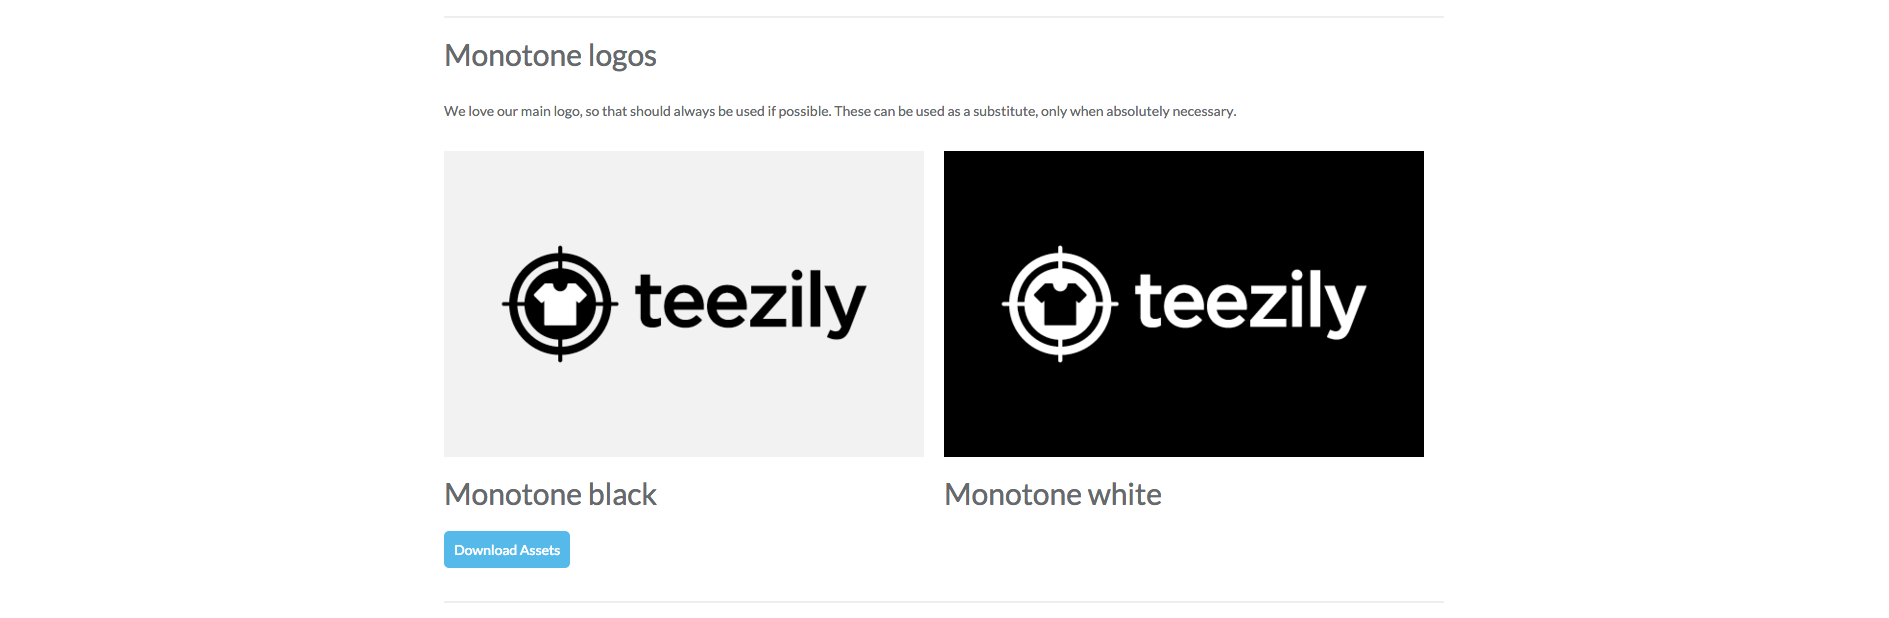 Monotone logos
We love our main logo, so that should always be used if possible. These can be used as a substitute, only when absolutely necessary.
teezily
teezily
Monotone black
Monotone white
Download Assets